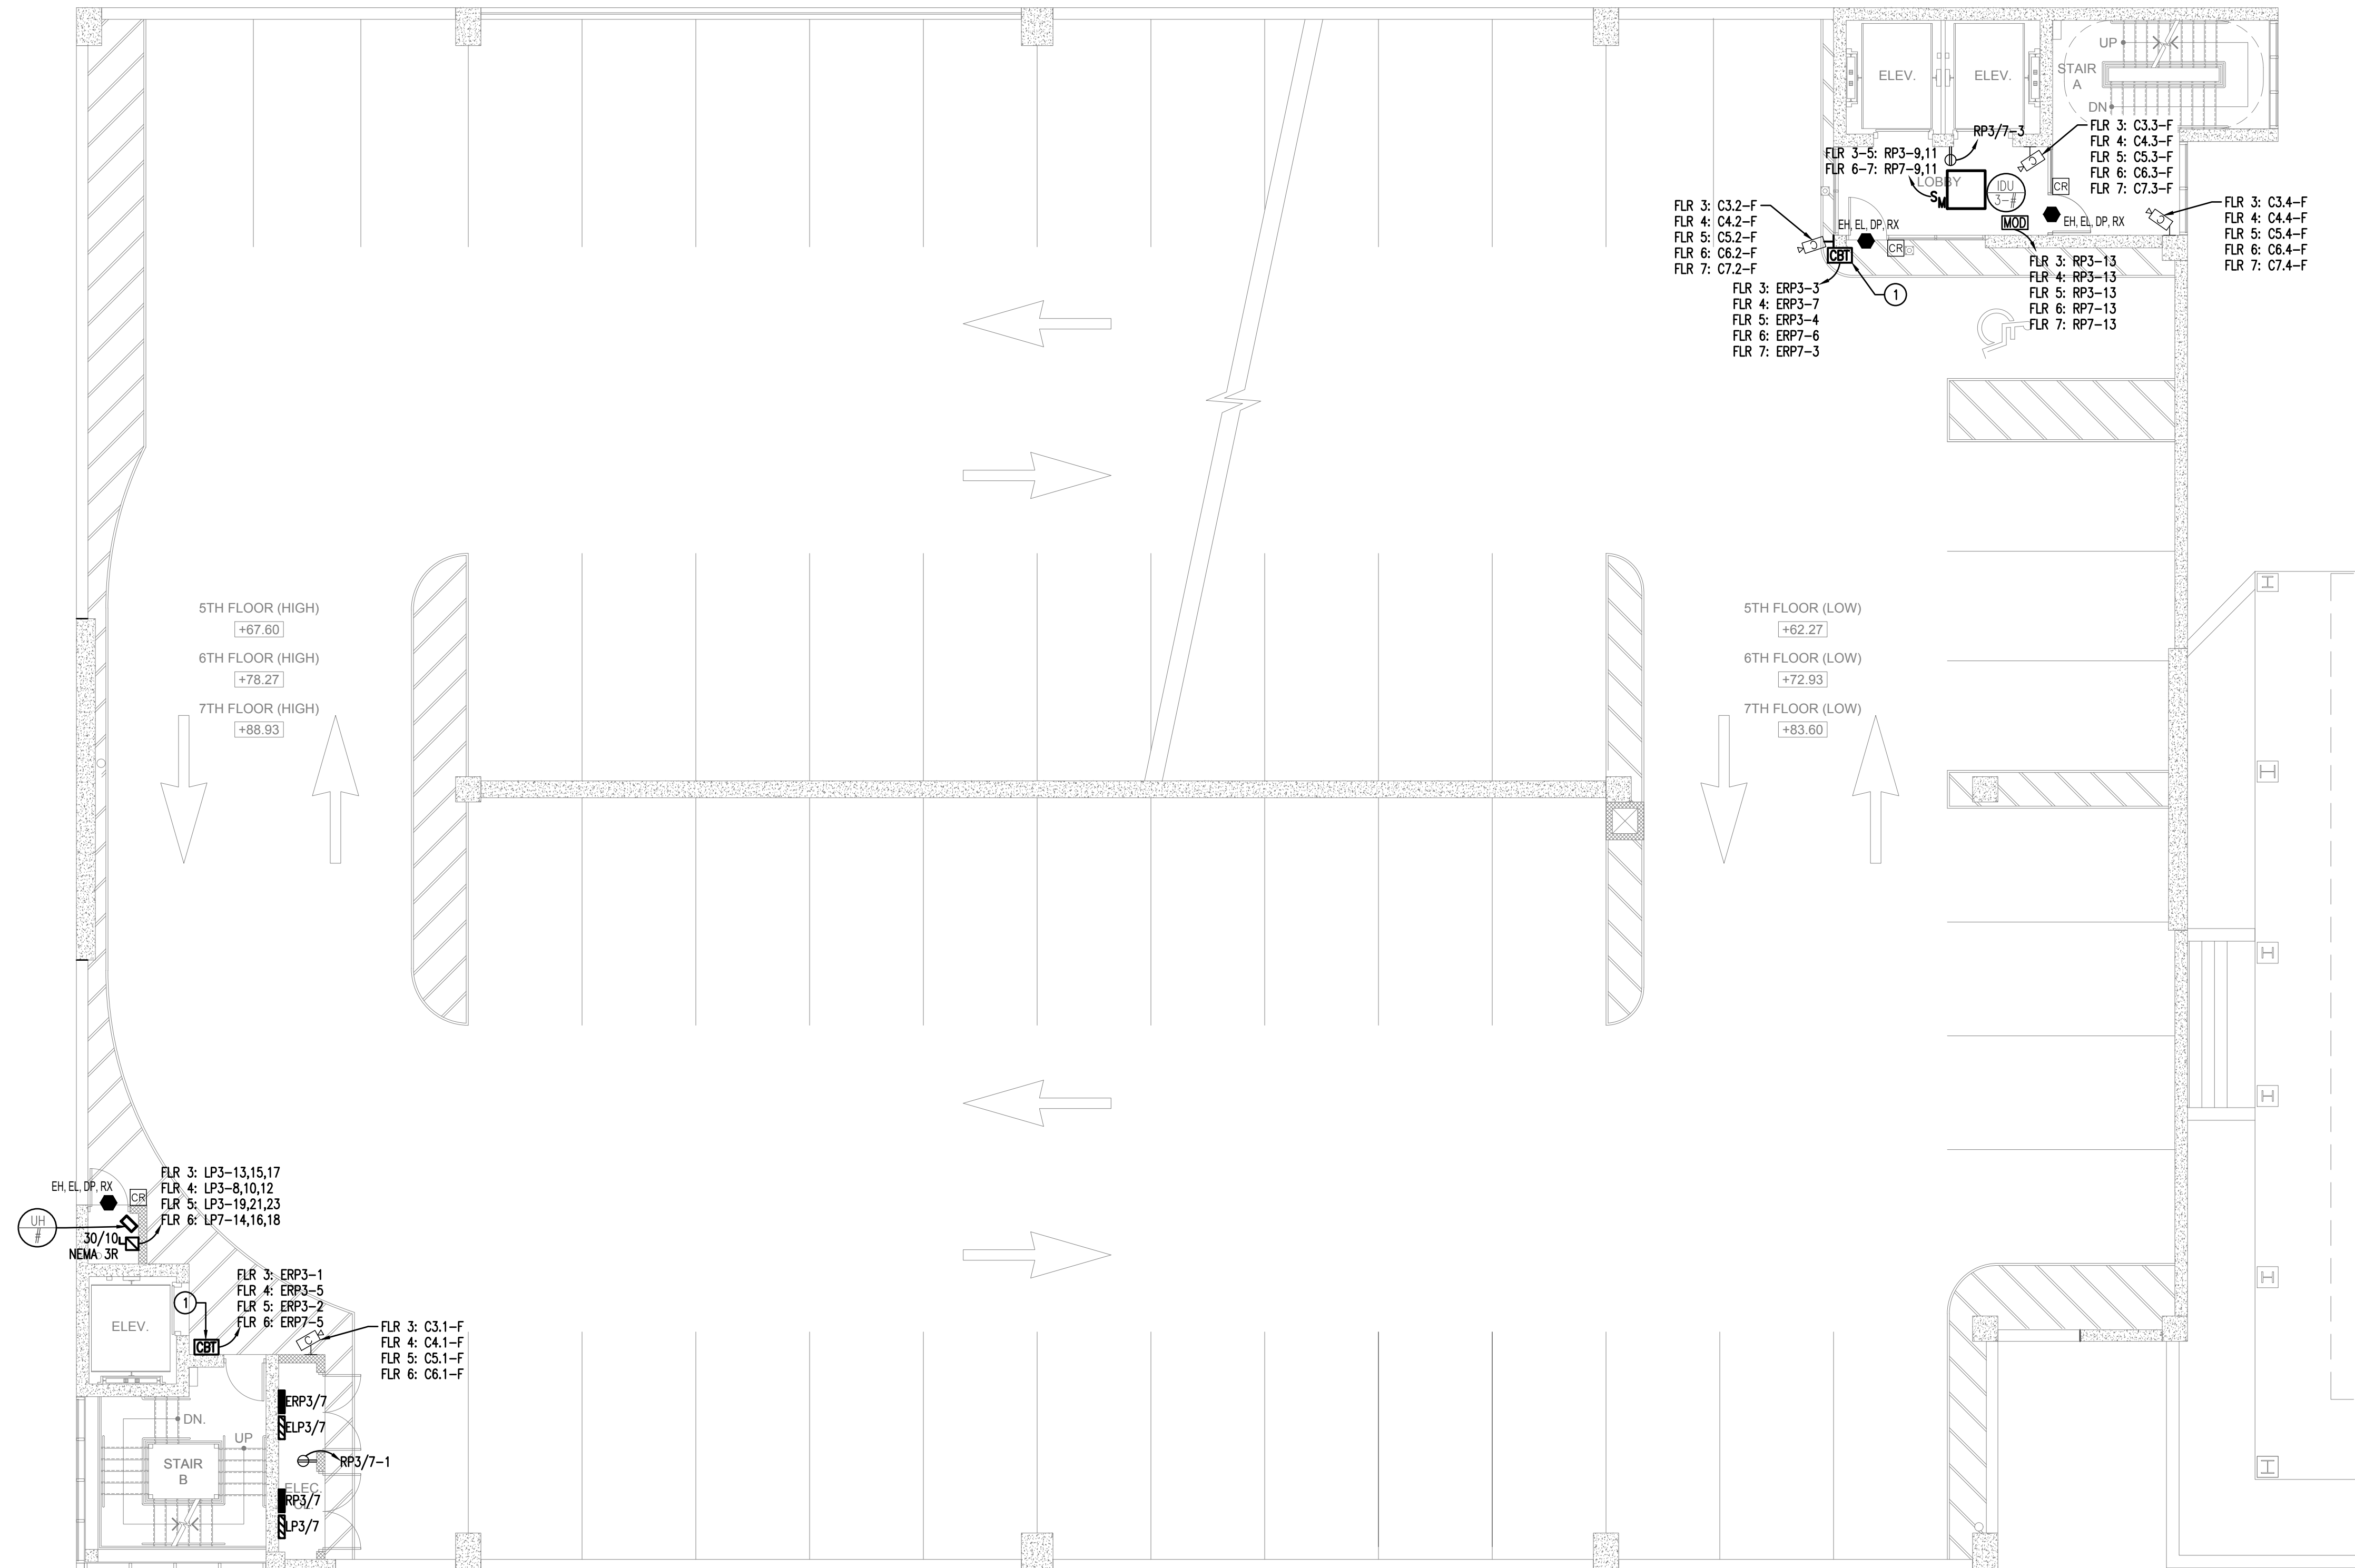 ELEV.
ELEV.
UP
STAIR
A
DN
RP3/7-3
FLR 3: C3.3-F
FLR 4: C4.3-F
FLR 5: C5.3-F
FLR 6: C6.3-F
FLR 7: C7.3-F
FLR 3-5: RP3-9,11
FLR 6-7: RP7-9,11
LOBBY
SM
IDU
3-#
C
CR
MOD
EH, EL, DP, RX
C
FLR 3: C3.4-F
FLR 4: C4.4-F
FLR 5: C5.4-F
FLR 6: C6.4-F
FLR 7: C7.4-F
FLR 3: C3.2-F
FLR 4: C4.2-F
FLR 5: C5.2-F
FLR 6: C6.2-F
FLR 7: C7.2-F
EH, EL, DP, RX
C
CR
CBT
1
FLR 3: ERP3-3
FLR 4: ERP3-7
FLR 5: ERP3-4
FLR 6: ERP7-6
FLR 7: ERP7-3
FLR 3: RP3-13
FLR 4: RP3-13
FLR 5: RP3-13
FLR 6: RP7-13
FLR 7: RP7-13
5TH FLOOR (HIGH)
+67.60
6TH FLOOR (HIGH)
+78.27
7TH FLOOR (HIGH)
+88.93
5TH FLOOR (LOW)
+62.27
6TH FLOOR (LOW)
+72.93
7TH FLOOR (LOW)
+83.60
EH, EL, DP, RX
CR
FLR 3: LP3-13,15,17
FLR 4: LP3-8,10,12
FLR 5: LP3-19,21,23
FLR 6: LP7-14,16,18
UH
#
30/10
NEMA 3R
FLR 3: ERP3-1
FLR 4: ERP3-5
FLR 5: ERP3-2
FLR 6: ERP7-5
1
CBT
ELEV.
C
FLR 3: C3.1-F
FLR 4: C4.1-F
FLR 5: C5.1-F
FLR 6: C6.1-F
ERP3/7
ELP3/7
DN.
UP
STAIR
B
RP3/7-1
ELEC.
RP3/7
LP3/7